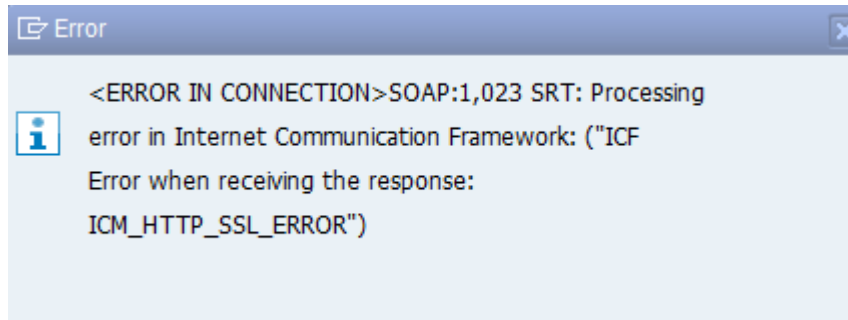 Error
<ERROR IN CONNECTION>SOAP:1,023 SRT: Processing
error in Internet Communication Framework: ("ICF
Error when receiving the response:
ICM_HTTP_SSL_ERROR")